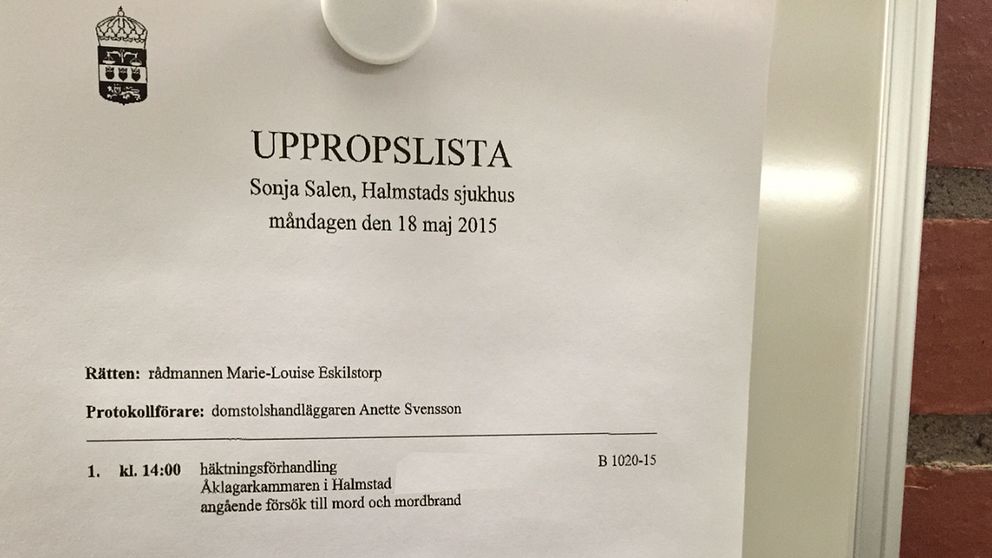 UPPROPSLISTA
Sonja Salen, Halmstads sjukhus
måndagen den 18 maj 2015
Rätten: rådmannen Marie-Louise Eskilstorp
Protokollförare: domstolshandläggaren Anette Svensson
1. kl. 14:00 häktningsförhandling B 1020-15
Åklagarkammaren i Halmstad
angående försök till mord och mordbrand